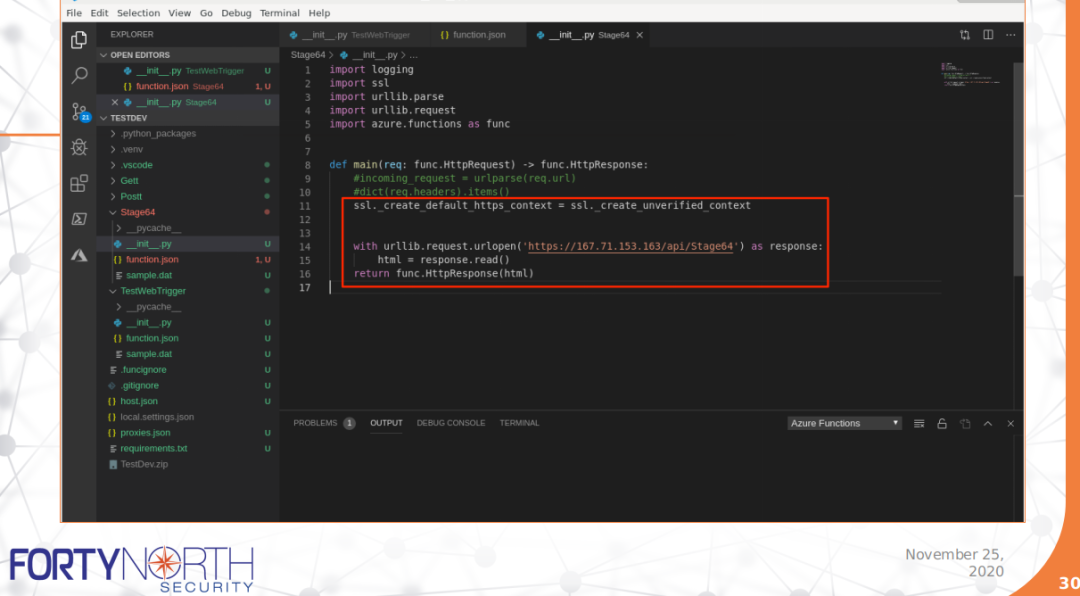 File Edit Selection View Go Debug Terminal Help
EXPLORER
OPEN EDITORS
__init__.py TestWebTrigger U
{} function.json Stage64 1, U
__init__.py Stage64 U
TESTDEV
.python_packages
.venv
.vscode
Gett
Postt
Stage64
__pycache__
__init__.py U
{} function.json 1, U
sample.dat U
TestWebTrigger
__pycache__
__init__.py U
{} function.json U
sample.dat U
.funcignore U
.gitignore U
{} host.json U
{} local.settings.json
{} proxies.json U
requirements.txt U
TestDev.zip
21
__init__.py TestWebTrigger {} function.json __init__.py Stage64
Stage64 > __init__.py > ...
1 import logging
2 import ssl
3 import urllib.parse
4 import urllib.request
5 import azure.functions as func
6
7
8 def main(req: func.HttpRequest) -> func.HttpResponse:
9 #incoming_request = urlparse(req.url)
10 #dict(req.headers).items()
11 ssl._create_default_https_context = ssl._create_unverified_context
12
13
14 with urllib.request.urlopen('https://167.71.153.163/api/Stage64') as response:
15 html = response.read()
16 return func.HttpResponse(html)
17
PROBLEMS 1 OUTPUT DEBUG CONSOLE TERMINAL Azure Functions
FORTYNORTH
SECURITY
November 25,
2020
30